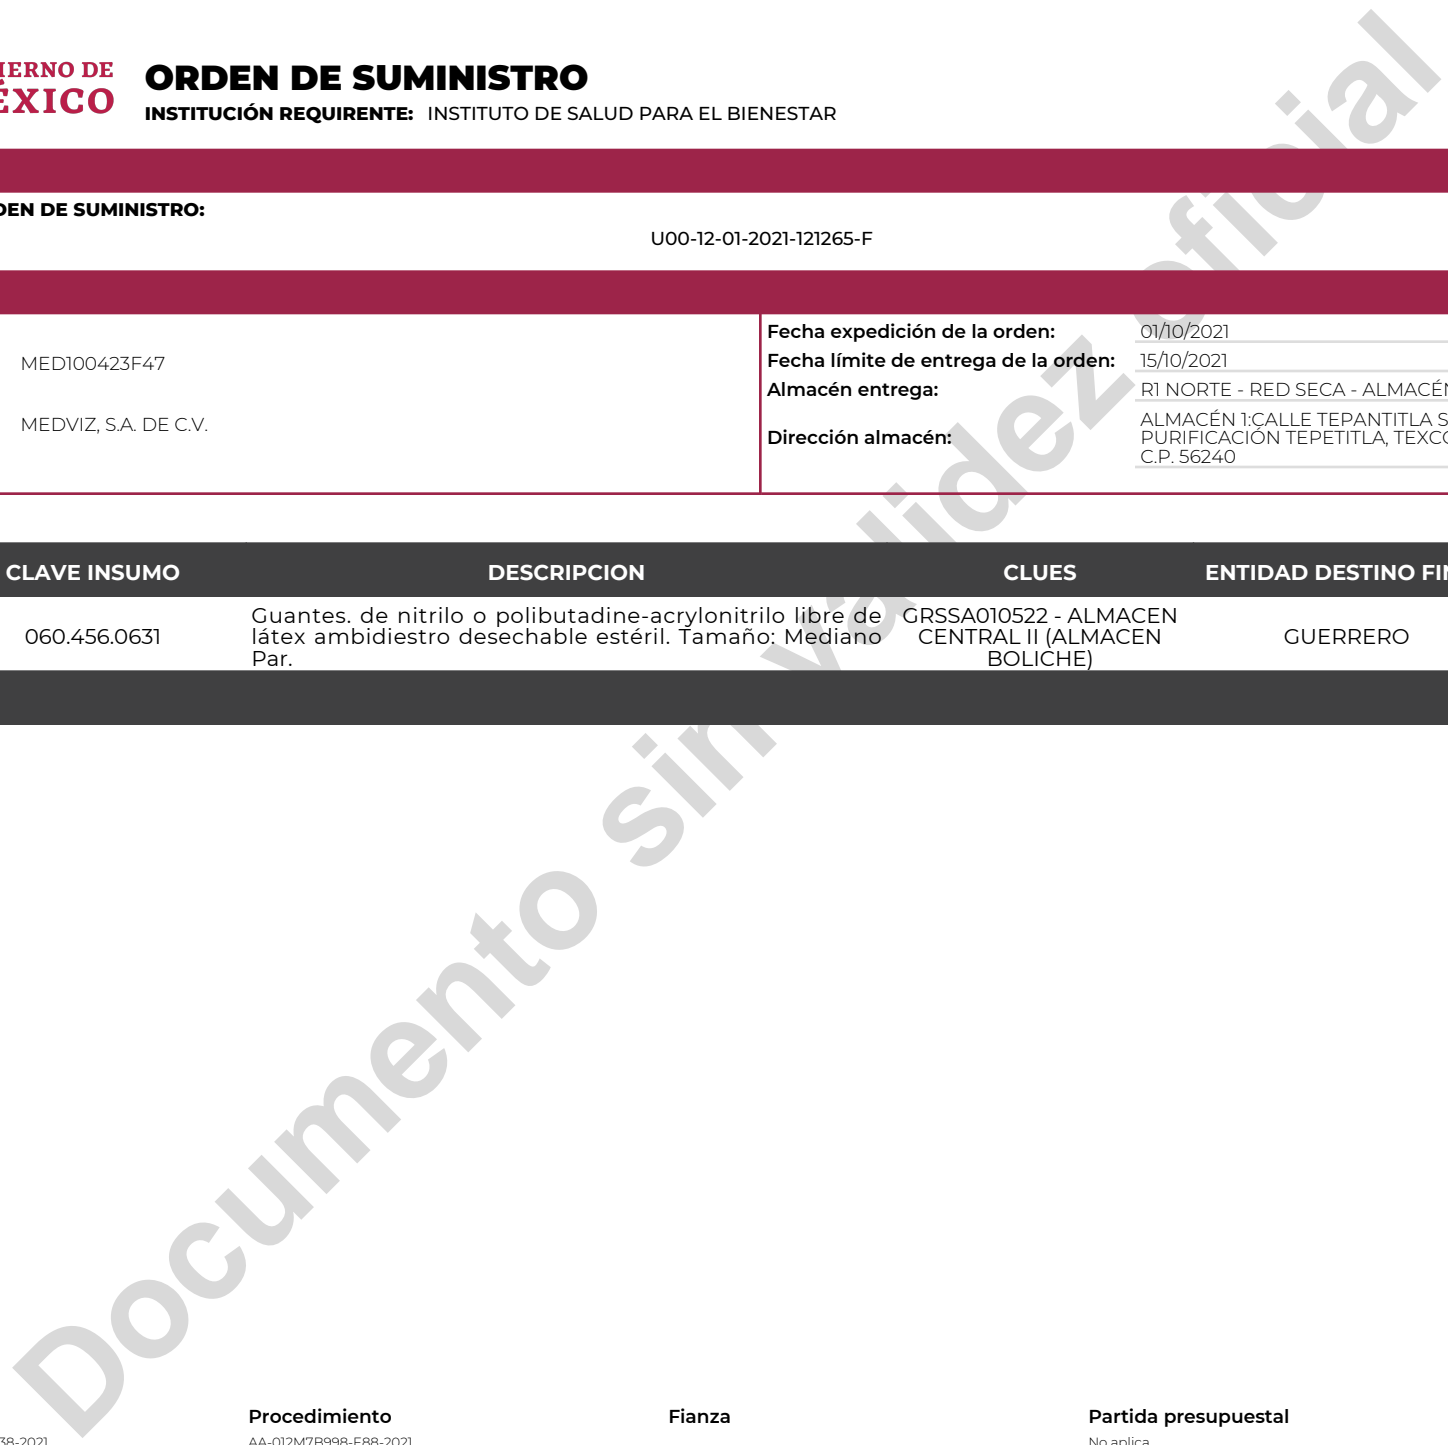 IERNO DE
ÉXICO
ORDEN DE SUMINISTRO
INSTITUCIÓN REQUIRENTE: INSTITUTO DE SALUD PARA EL BIENESTAR
DEN DE SUMINISTRO:
U00-12-01-2021-121265-F
MED100423F47
MEDVIZ, S.A. DE C.V.
Fecha expedición de la orden: 01/10/2021
Fecha límite de entrega de la orden: 15/10/2021
Almacén entrega: R1 NORTE - RED SECA - ALMACÉN
Dirección almacén: ALMACÉN 1:CALLE TEPANTITLA S
PURIFICACIÓN TEPETITLA, TEXCO
C.P. 56240
CLAVE INSUMO DESCRIPCION CLUES ENTIDAD DESTINO FIN
060.456.0631
Guantes. de nitrilo o polibutadine-acrylonitrilo libre de
látex ambidiestro desechable estéril. Tamaño: Mediano
Par.
GRSSA010522 - ALMACEN
CENTRAL II (ALMACEN
BOLICHE)
GUERRERO
Documento sin validez oficial
Procedimiento Fianza Partida presupuestal
38-2021 AA-012M7B998-E88-2021 No aplica